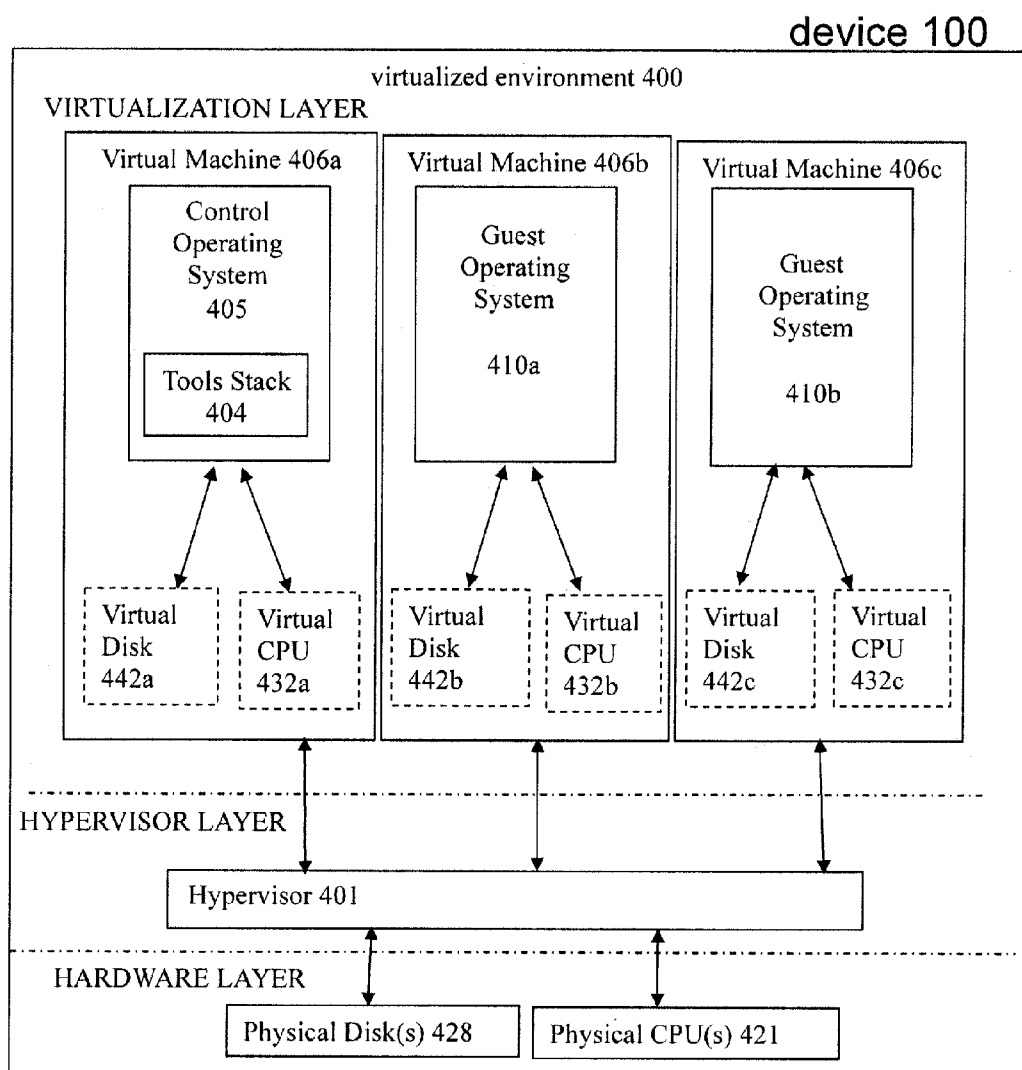 device 100
virtualized environment 400
VIRTUALIZATION LAYER
Virtual Machine 406a
Control
Operating
System
405
Tools Stack
404
Virtual
Disk
442a
Virtual
CPU
432a
Virtual Machine 406b
Guest
Operating
System
410a
Virtual
Disk
442b
Virtual
CPU
432b
Virtual Machine 406c
Guest
Operating
System
410b
Virtual
Disk
442c
Virtual
CPU
432c
HYPERVISOR LAYER
Hypervisor 401
HARDWARE LAYER
Physical Disk(s) 428
Physical CPU(s) 421